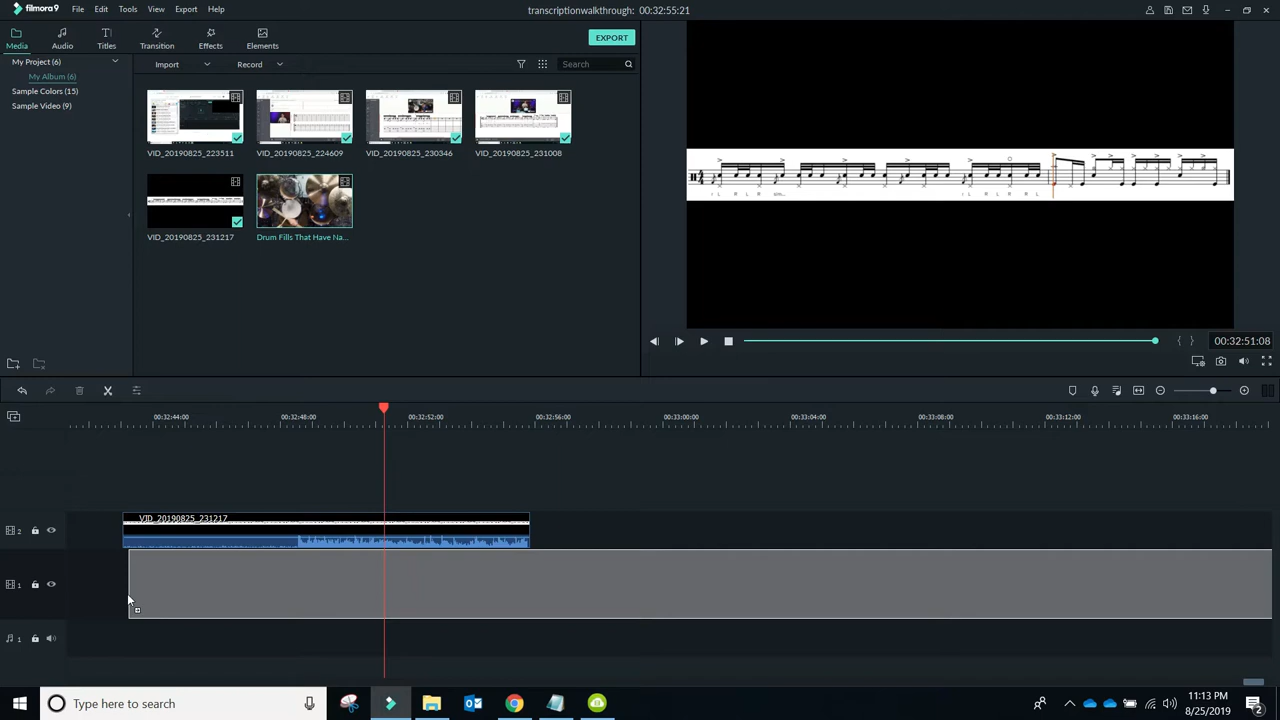 filmora9
File
Edit
Tools
View
Export
Help
transcriptionwalkthrough: 00:32:55:21
Media
Audio
Titles
Transition
Effects
Elements
EXPORT
My Project (6)
My Album (6)
Sample Colors (15)
Sample Video (9)
Import
Record
Search
VID_20190825_223511
VID_20190825_224609
VID_20190825_230346
VID_20190825_231008
VID_20190825_231217
Drum Fills That Have Na...
00:32:51:08
00:32:44:00
00:32:48:00
00:32:52:00
00:32:56:00
00:33:00:00
00:33:04:00
00:33:08:00
00:33:12:00
00:33:16:00
2
VID_20190825_231217
1
1
Type here to search
11:13 PM
8/25/2019
2